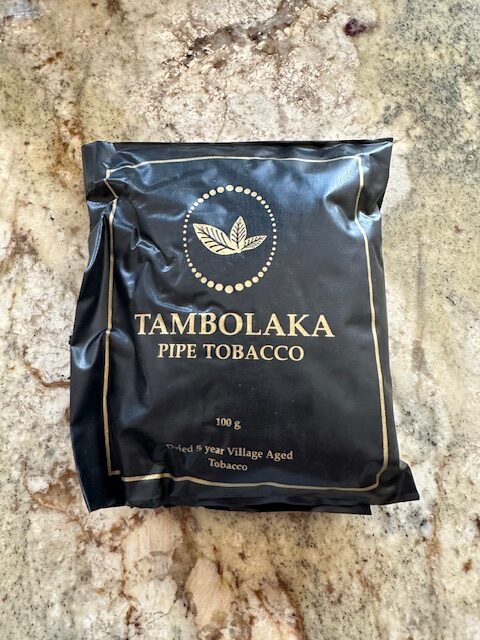 TAMBOLAKA
PIPE TOBACCO
100 g
Dried 5 year Village Aged
Tobacco